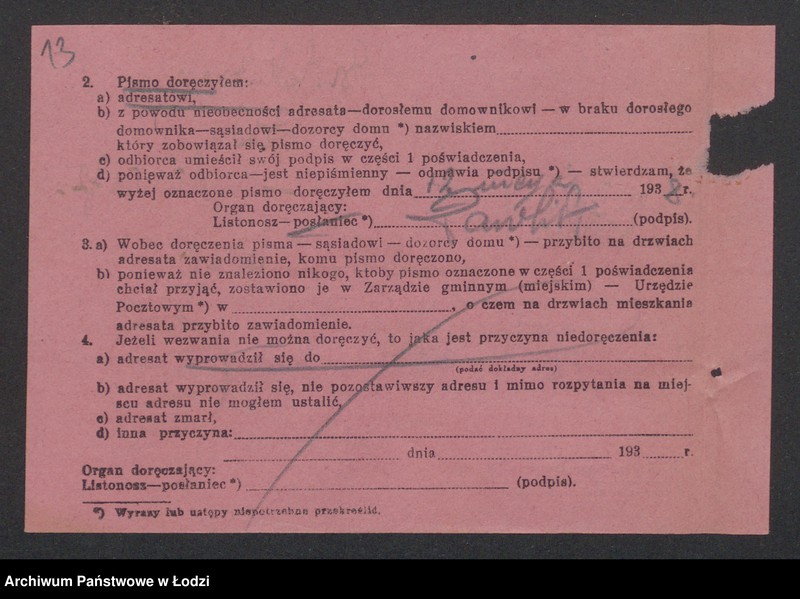 13
2. Pismo doręczyłem:
a) adresatowi,
b) z powodu nieobecności adresata—dorosłemu domownikowi — w braku dorosłego
domownika—sąsiadowi—dozorcy domu *) nazwiskiem
który zobowiązał się pismo doręczyć,
c) odbiorca umieścił swój podpis w części 1 poświadczenia,
d) ponieważ odbiorca—jest niepiśmienny — odmawia podpisu *) — stwierdzam, że
wyżej oznaczone pismo doręczyłem dnia 1938 r.
Organ doręczający:
Listonosz—posłaniec *) (podpis).
3. a) Wobec doręczenia pisma — sąsiadowi — dozorcy domu *) — przybito na drzwiach
adresata zawiadomienie, komu pismo doręczono,
b) ponieważ nie znaleziono nikogo, ktoby pismo oznaczone w części 1 poświadczenia
chciał przyjąć, zostawiono je w Zarządzie gminnym (miejskim) — Urzędzie
Pocztowym *) w , o czem na drzwiach mieszkania
adresata przybito zawiadomienie.
4. Jeżeli wezwania nie można doręczyć, to jaka jest przyczyna niedoręczenia:
a) adresat wyprowadził się do
(podać dokładny adres)
b) adresat wyprowadził się, nie pozostawiwszy adresu i mimo rozpytania na miej-
scu adresu nie mogłem ustalić,
c) adresat zmarł,
d) inna przyczyna:
dnia 193 r.
Organ doręczający:
Listonosz—posłaniec *) (podpis).
*) Wyrazy lub ustępy niepotrzebne przekreślić.
Archiwum Państwowe w Łodzi